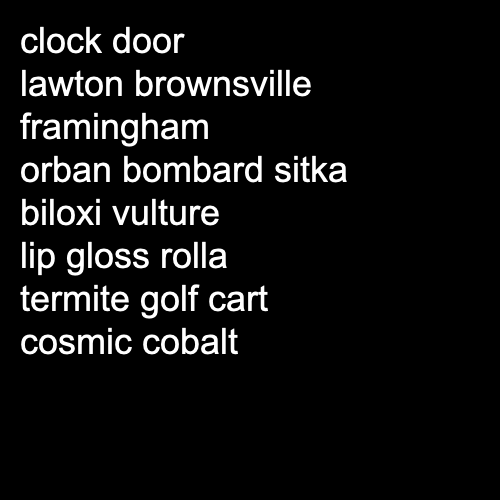 clock door
lawton brownsville
framingham
orban bombard sitka
biloxi vulture
lip gloss rolla
termite golf cart
cosmic cobalt